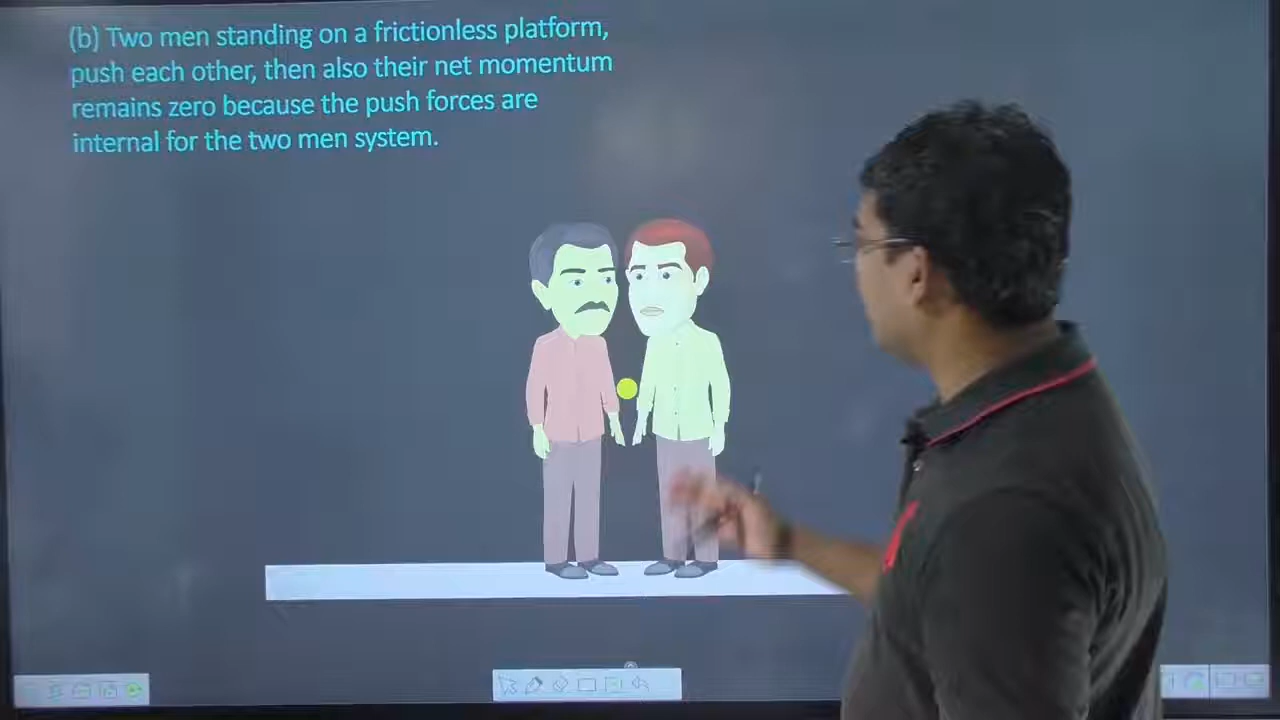 (b) Two men standing on a frictionless platform,
push each other, then also their net momentum
remains zero because the push forces are
internal for the two men system.